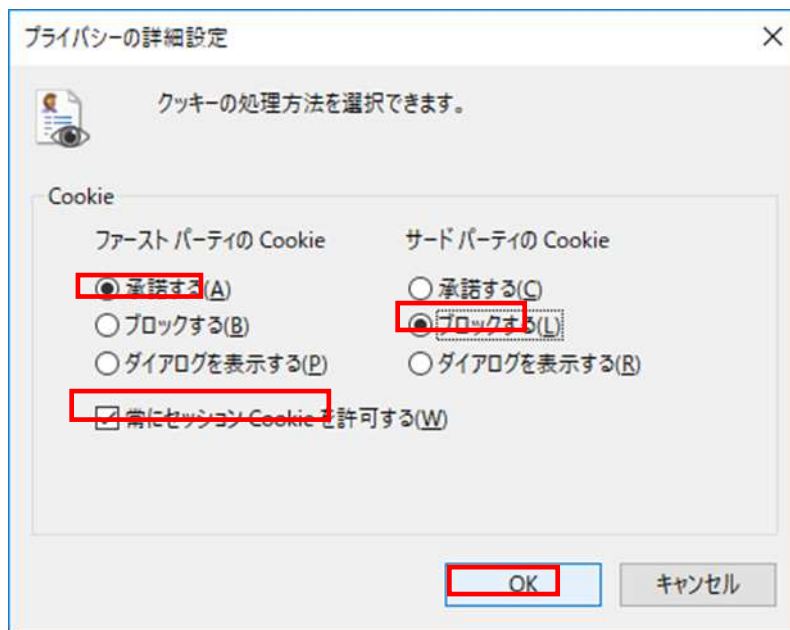 プライバシーの詳細設定
クッキーの処理方法を選択できます。
Cookie
ファースト パーティの Cookie
サード パーティの Cookie
承諾する(A)
承諾する(C)
ブロックする(B)
ブロックする(L)
ダイアログを表示する(P)
ダイアログを表示する(R)
常にセッション Cookie を許可する(W)
OK
キャンセル